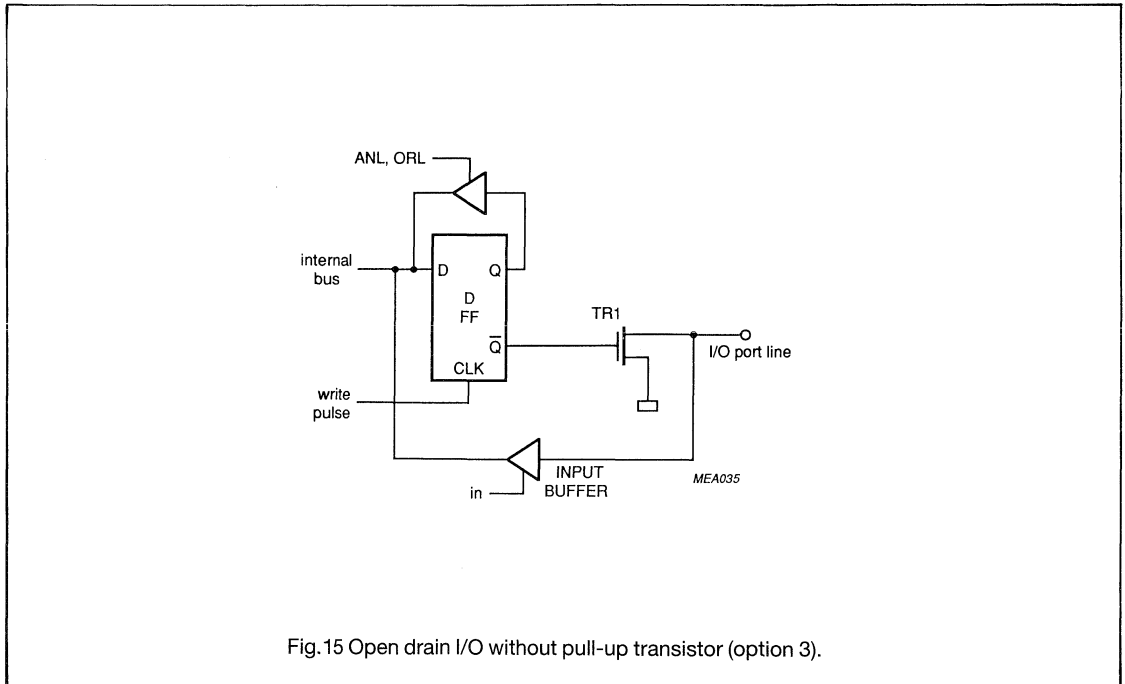 ANL, ORL
internal
bus
D
Q
D
FF
Q̅
CLK
TR1
I/O port line
write
pulse
INPUT
BUFFER
in
MEA035
Fig.15 Open drain I/O without pull-up transistor (option 3).